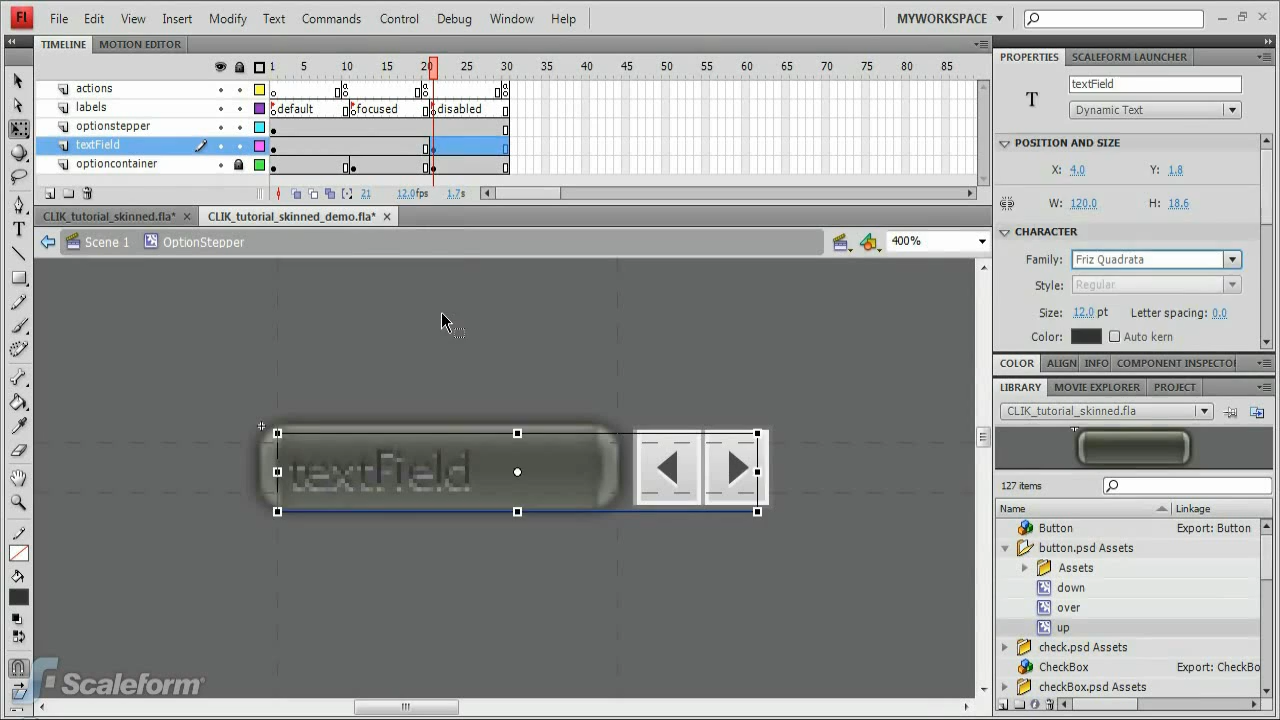 Fl File Edit View Insert Modify Text Commands Control Debug Window Help MYWORKSPACE
TIMELINE MOTION EDITOR
1 5 10 15 20 25 30 35 40 45 50 55 60 65 70 75 80 85
actions
labels default focused disabled
optionstepper
textField
optioncontainer
21 12.0fps 1.7s
CLIK_tutorial_skinned.fla* CLIK_tutorial_skinned_demo.fla*
Scene 1 OptionStepper 400%
textField
Scaleform
PROPERTIES SCALEFORM LAUNCHER
T textField
Dynamic Text
POSITION AND SIZE
X: 4.0 Y: 1.8
W: 120.0 H: 18.6
CHARACTER
Family: Friz Quadrata
Style: Regular
Size: 12.0 pt Letter spacing: 0.0
Color: Auto kern
COLOR ALIGN INFO COMPONENT INSPECTOR
LIBRARY MOVIE EXPLORER PROJECT
CLIK_tutorial_skinned.fla
127 items
Name Linkage
Button Export: Button
button.psd Assets
Assets
down
over
up
check.psd Assets
CheckBox Export: CheckBo
checkBox.psd Assets